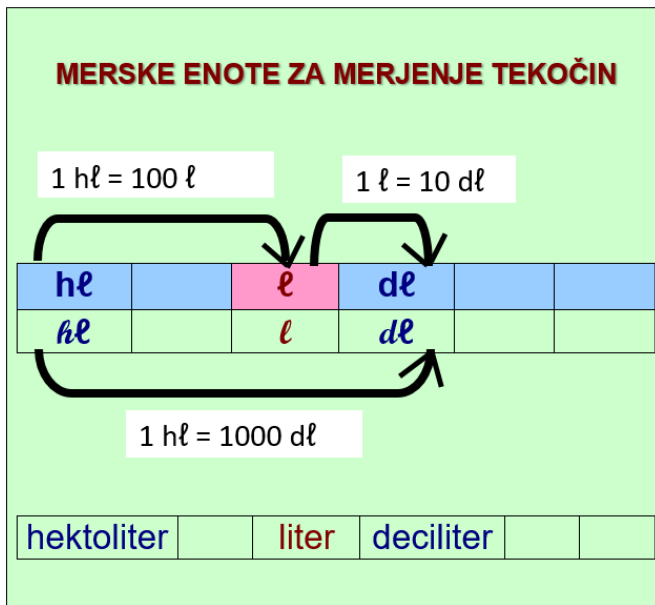 MERSKE ENOTE ZA MERJENJE TEKOČIN
1 hℓ = 100 ℓ
1 ℓ = 10 dℓ
hℓ ℓ dℓ
hℓ l dℓ
1 hℓ = 1000 dℓ
hektoliter liter deciliter